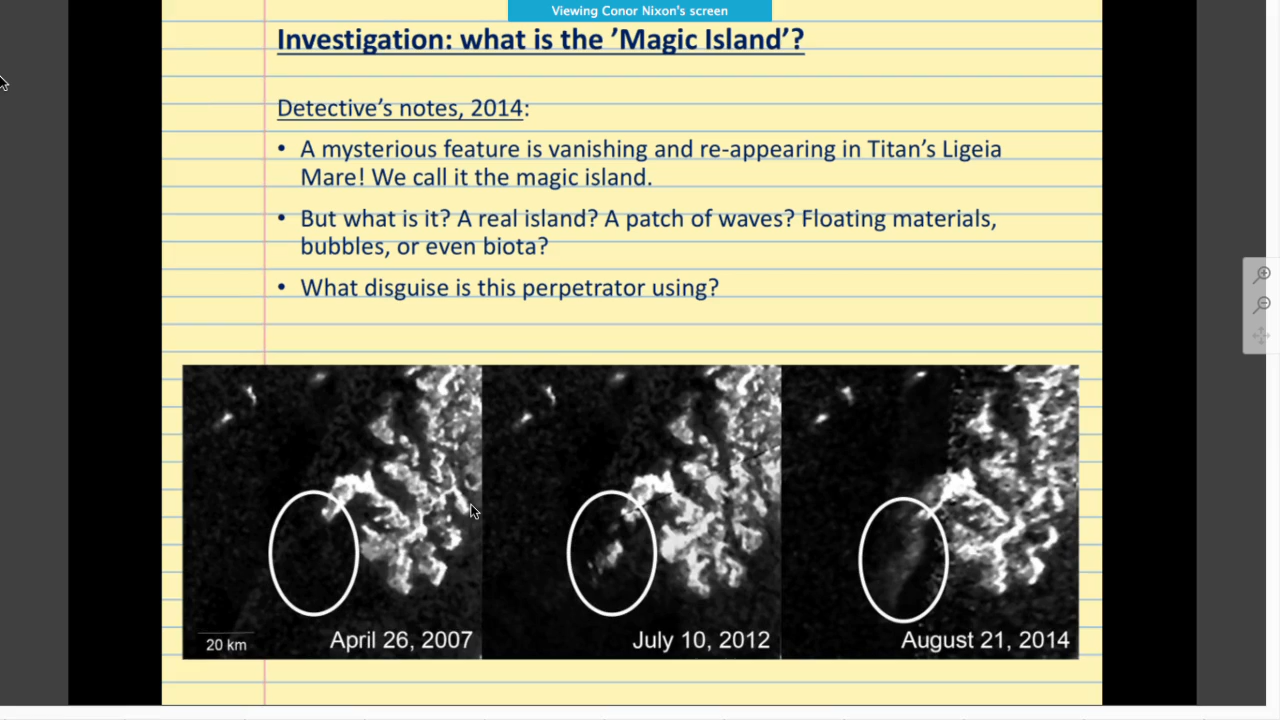 Viewing Conor Nixon's screen
Investigation: what is the ’Magic Island’?
Detective’s notes, 2014:
• A mysterious feature is vanishing and re-appearing in Titan’s Ligeia
Mare! We call it the magic island.
• But what is it? A real island? A patch of waves? Floating materials,
bubbles, or even biota?
• What disguise is this perpetrator using?
20 km
April 26, 2007
July 10, 2012
August 21, 2014